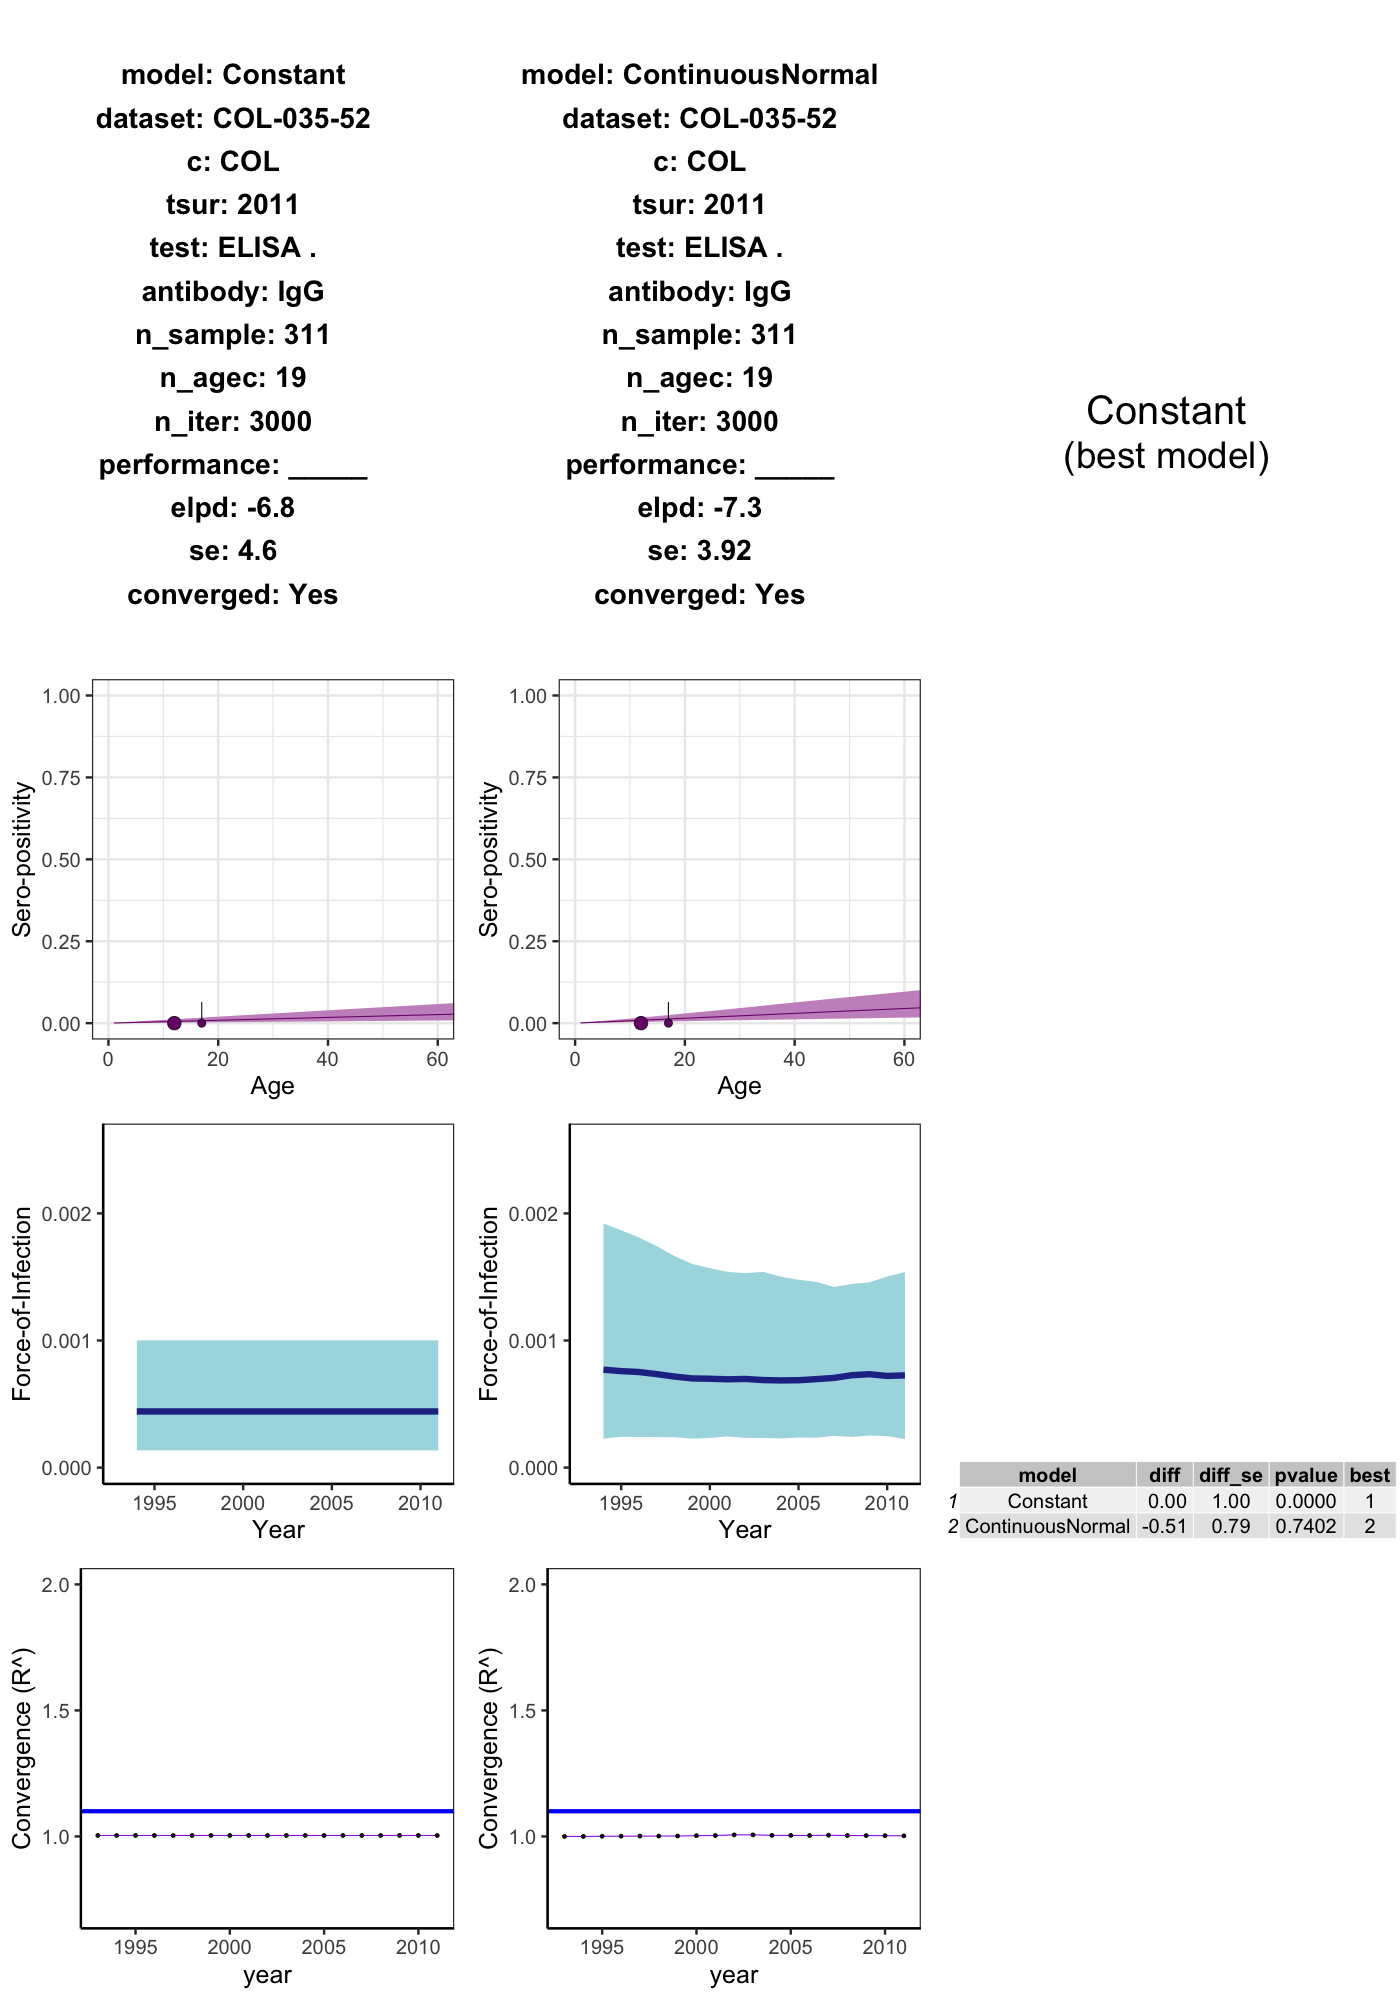 model: Constant
dataset: COL-035-52
c: COL
tsur: 2011
test: ELISA .
antibody: IgG
n_sample: 311
n_agec: 19
n_iter: 3000
performance: _____
elpd: -6.8
se: 4.6
converged: Yes
model: ContinuousNormal
dataset: COL-035-52
c: COL
tsur: 2011
test: ELISA .
antibody: IgG
n_sample: 311
n_agec: 19
n_iter: 3000
performance: _____
elpd: -7.3
se: 3.92
converged: Yes
Constant
(best model)
Sero-positivity
1.00
0.75
0.50
0.25
0.00
0 20 40 60
Age
Sero-positivity
1.00
0.75
0.50
0.25
0.00
0 20 40 60
Age
Force-of-Infection
0.002
0.001
0.000
1995 2000 2005 2010
Year
Force-of-Infection
0.002
0.001
0.000
1995 2000 2005 2010
Year
model diff diff_se pvalue best
1 Constant 0.00 1.00 0.0000 1
2 ContinuousNormal -0.51 0.79 0.7402 2
Convergence (R^)
2.0
1.5
1.0
1995 2000 2005 2010
year
Convergence (R^)
2.0
1.5
1.0
1995 2000 2005 2010
year